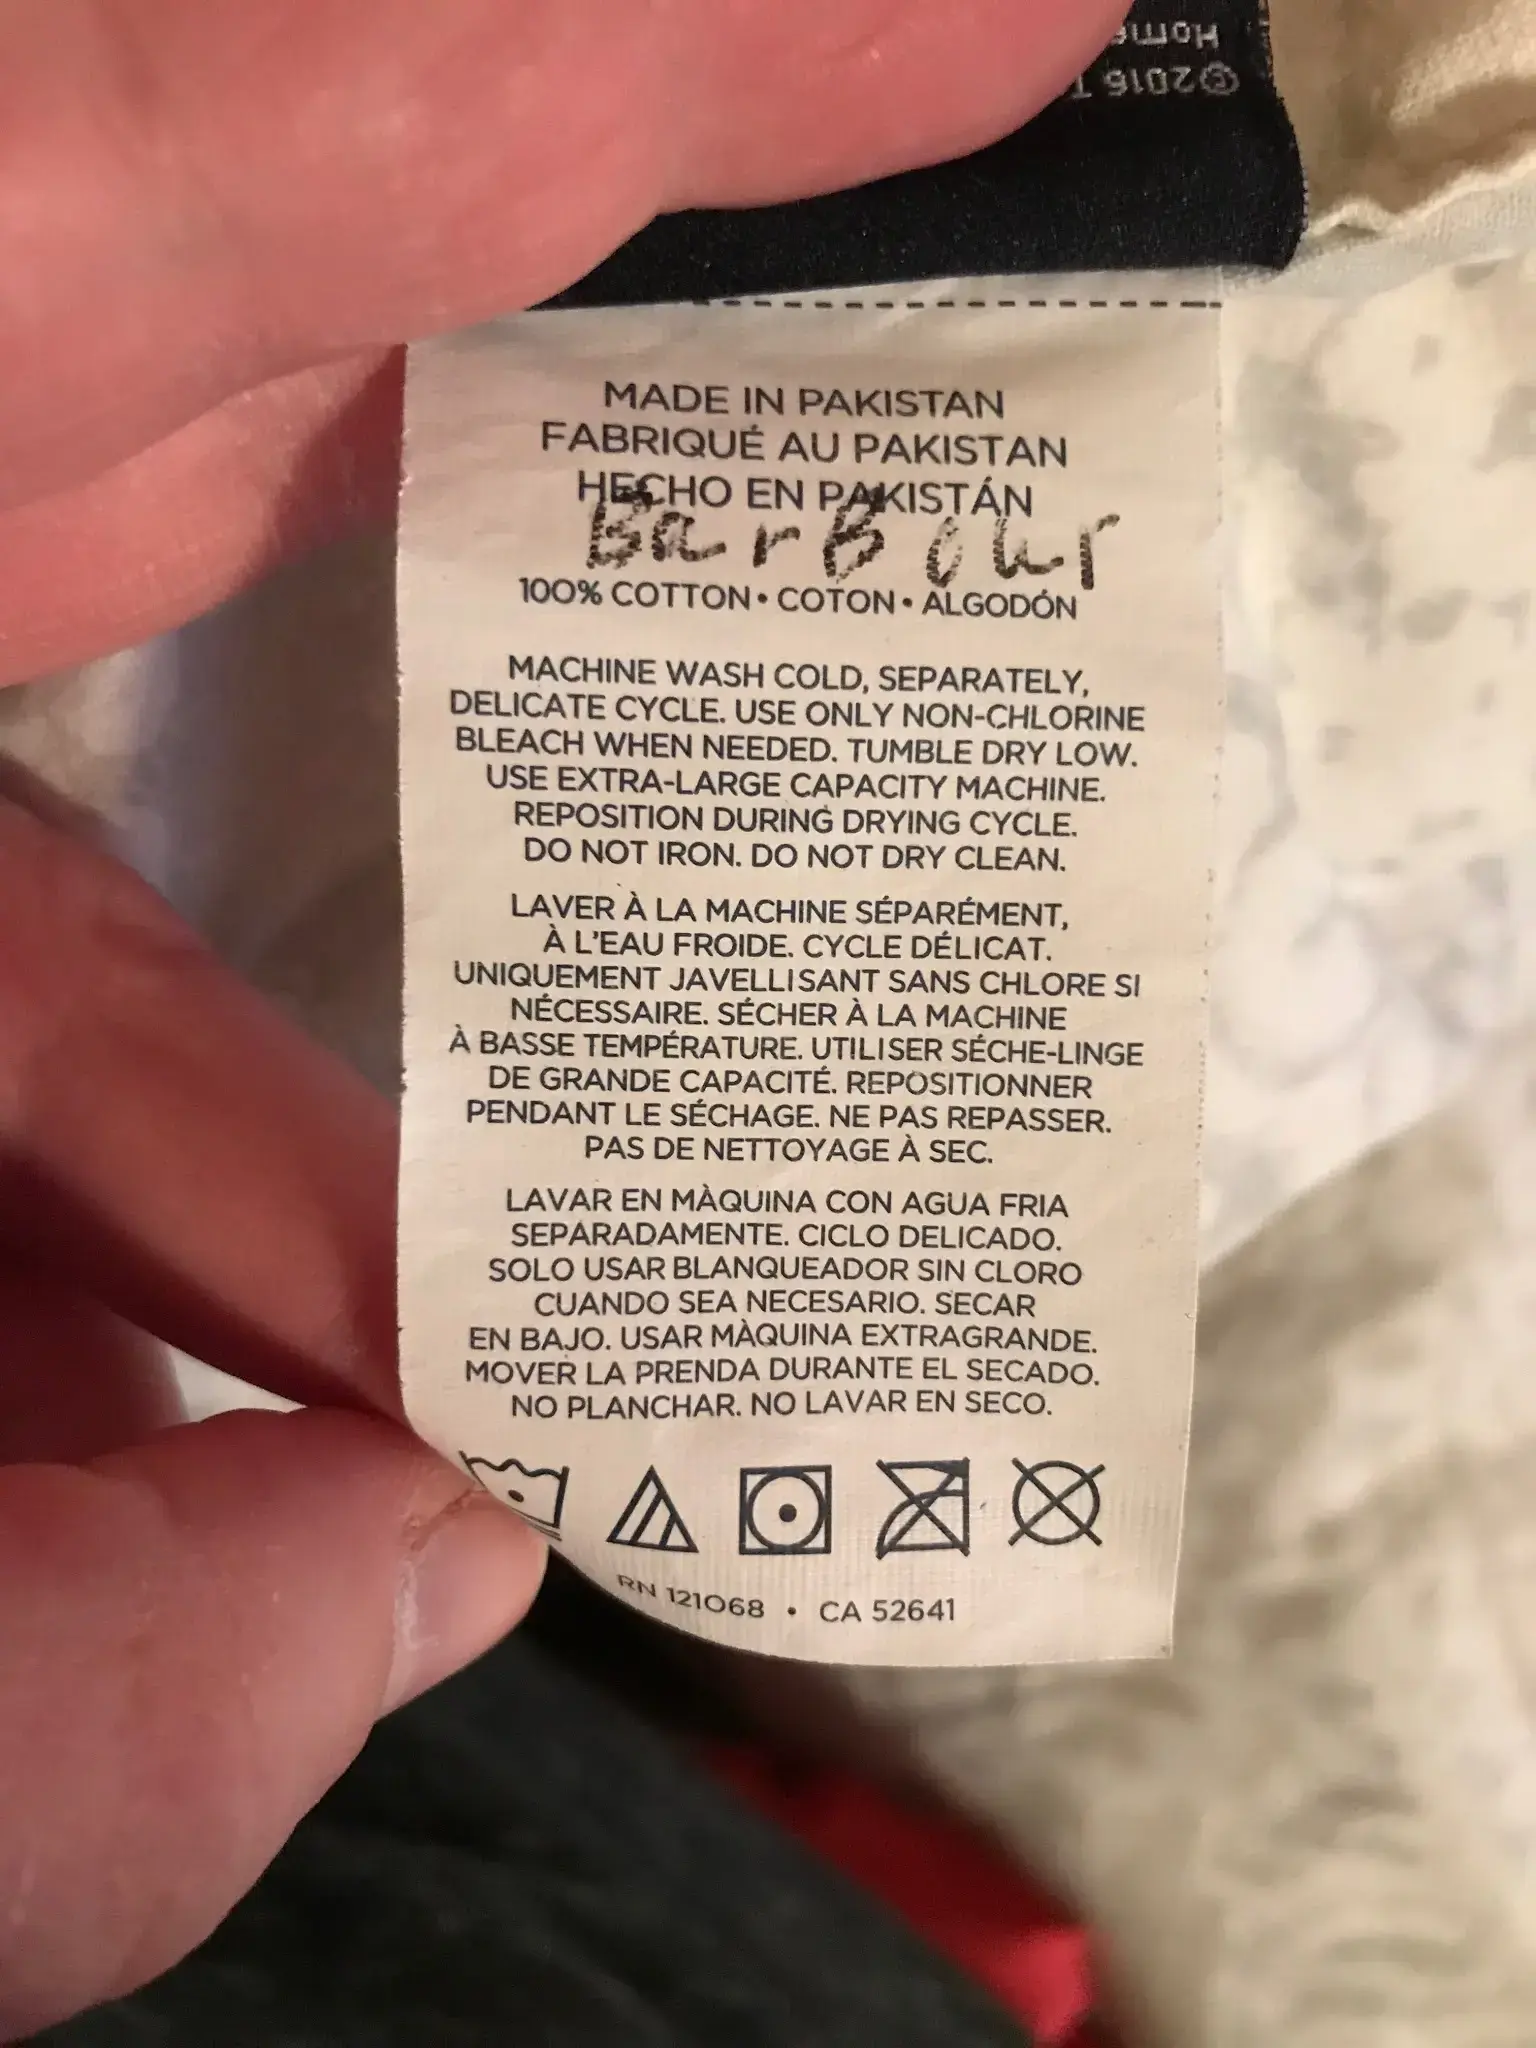 Home
©2016 T
MADE IN PAKISTAN
FABRIQUÉ AU PAKISTAN
HECHO EN PAKISTÁN
BarBour
100% COTTON • COTON • ALGODÓN
MACHINE WASH COLD, SEPARATELY,
DELICATE CYCLE. USE ONLY NON-CHLORINE
BLEACH WHEN NEEDED. TUMBLE DRY LOW.
USE EXTRA-LARGE CAPACITY MACHINE.
REPOSITION DURING DRYING CYCLE.
DO NOT IRON. DO NOT DRY CLEAN.
LAVER À LA MACHINE SÉPARÉMENT,
À L'EAU FROIDE. CYCLE DÉLICAT.
UNIQUEMENT JAVELLISANT SANS CHLORE SI
NÉCESSAIRE. SÉCHER À LA MACHINE
À BASSE TEMPÉRATURE. UTILISER SÉCHE-LINGE
DE GRANDE CAPACITÉ. REPOSITIONNER
PENDANT LE SÉCHAGE. NE PAS REPASSER.
PAS DE NETTOYAGE À SEC.
LAVAR EN MÀQUINA CON AGUA FRIA
SEPARADAMENTE. CICLO DELICADO.
SOLO USAR BLANQUEADOR SIN CLORO
CUANDO SEA NECESARIO. SECAR
EN BAJO. USAR MÀQUINA EXTRAGRANDE.
MOVER LA PRENDA DURANTE EL SECADO.
NO PLANCHAR. NO LAVAR EN SECO.
RN 121068 • CA 52641